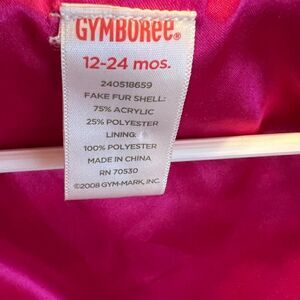 GYMBOREE®
12-24 mos.
240518659
FAKE FUR SHELL:
75% ACRYLIC
25% POLYESTER
LINING:
100% POLYESTER
MADE IN CHINA
RN 70530
©2008 GYM-MARK, INC.